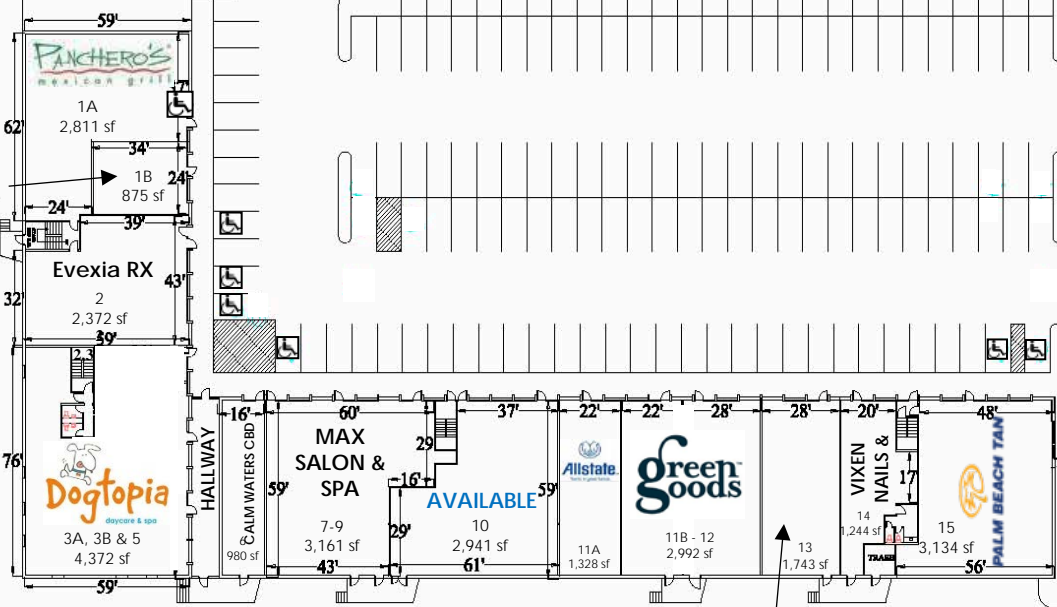 59'
PANCHERO'S
mexican grill
17'
1A
2,811 sf
62'
34'
1B
875 sf
24'
24'
39'
Evexia RX
2
2,372 sf
43'
32'
59'
2,3
76'
Dogtopia
daycare & spa
3A, 3B & 5
4,372 sf
59'
HALLWAY
16'
CALM WATERS CBD
980 sf
60'
MAX
SALON &
SPA
29
16'
59'
7-9
3,161 sf
43'
37'
AVAILABLE
59'
29'
10
2,941 sf
61'
22'
Allstate
11A
1,328 sf
22'
28'
green
goods
11B - 12
2,992 sf
28'
13
1,743 sf
20'
VIXEN
NAILS &
14
1,244 sf
TRASH
48'
17'
PALM BEACH TAN
15
3,134 sf
56'